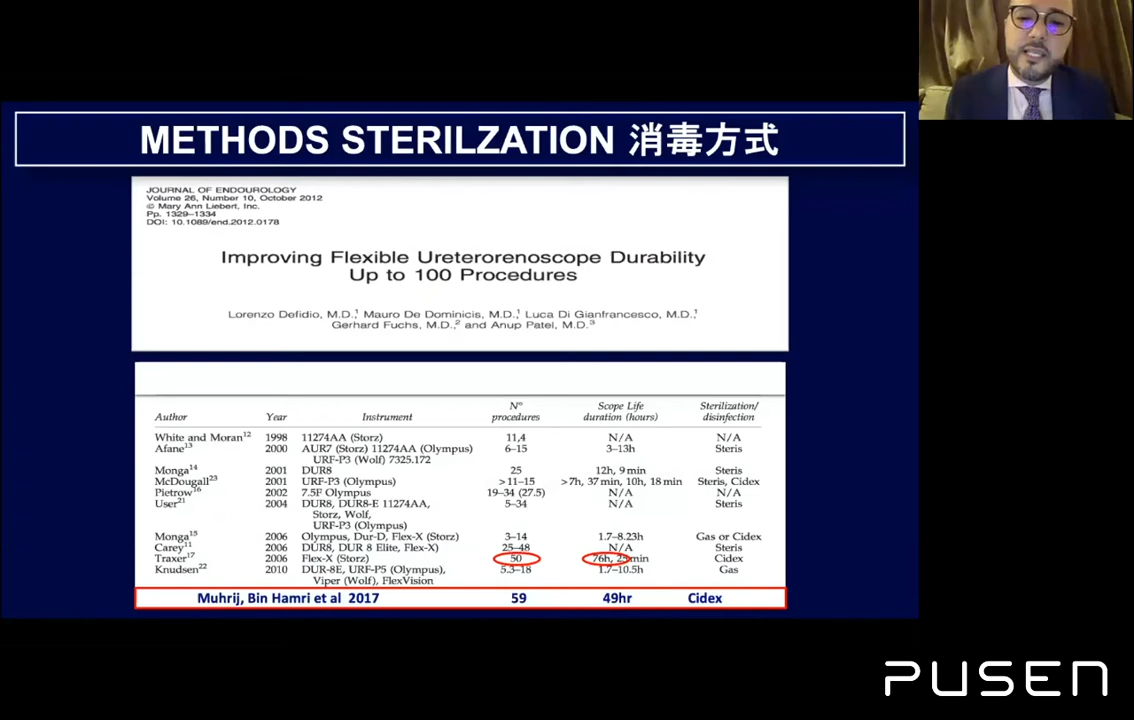 METHODS STERILZATION 消毒方式
JOURNAL OF ENDOUROLOGY
Volume 26, Number 10, October 2012
© Mary Ann Liebert, Inc.
Pp. 1329–1334
DOI: 10.1089/end.2012.0178
Improving Flexible Ureterorenoscope Durability
Up to 100 Procedures
Lorenzo Defidio, M.D.,1 Mauro De Dominicis, M.D.,1 Luca Di Gianfrancesco, M.D.,1
Gerhard Fuchs, M.D.,2 and Anup Patel, M.D.3
N° Scope Life Sterilization/
Author Year Instrument procedures duration (hours) disinfection
White and Moran12 1998 11274AA (Storz) 11,4 N/A N/A
Afane13 2000 AUR7 (Storz) 11274AA (Olympus) 6–15 3–13h Steris
URF-P3 (Wolf) 7325.172
Monga14 2001 DUR8 25 12h, 9 min Steris
McDougall23 2001 URF-P3 (Olympus) >11–15 >7h, 37 min, 10h, 18 min Steris, Cidex
Pietrow16 2002 7.5F Olympus 19–34 (27.5) N/A N/A
User21 2004 DUR8, DUR8-E 11274AA, 5–34 N/A Steris
Storz, Wolf,
URF-P3 (Olympus)
Monga15 2006 Olympus, Dur-D, Flex-X (Storz) 3–14 1.7–8.23h Gas or Cidex
Carey11 2006 DUR8, DUR 8 Elite, Flex-X) 25–48 N/A Steris
Traxer17 2006 Flex-X (Storz) 50 76h, 25min Cidex
Knudsen22 2010 DUR-8E, URF-P5 (Olympus), 5.3–18 1.7–10.5h Gas
Viper (Wolf), FlexVision
Muhrij, Bin Hamri et al 2017 59 49hr Cidex
PUSEN